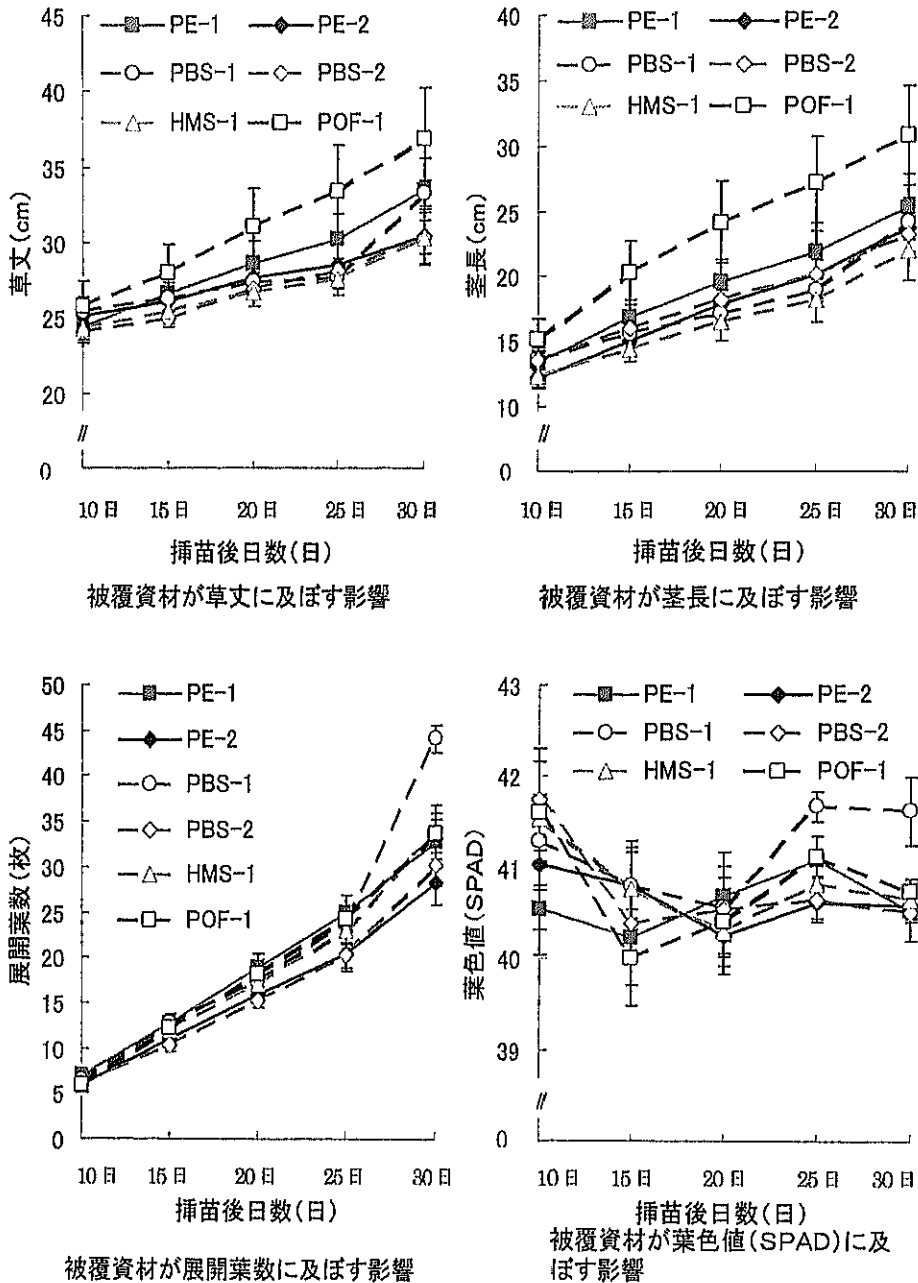 45
40
35
30
25
20
0
草丈(cm)
PE-1 PE-2
PBS-1 PBS-2
HMS-1 POF-1
10日 15日 20日 25日 30日
挿苗後日数(日)
被覆資材が草丈に及ぼす影響
40
35
30
25
20
15
10
0
茎長(cm)
PE-1 PE-2
PBS-1 PBS-2
HMS-1 POF-1
10日 15日 20日 25日 30日
挿苗後日数(日)
被覆資材が茎長に及ぼす影響
50
45
40
35
30
25
20
15
10
5
0
展開葉数(枚)
PE-1
PE-2
PBS-1
PBS-2
HMS-1
POF-1
10日 15日 20日 25日 30日
挿苗後日数(日)
被覆資材が展開葉数に及ぼす影響
43
42
41
40
39
0
葉色値(SPAD)
PE-1 PE-2
PBS-1 PBS-2
HMS-1 POF-1
10日 15日 20日 25日 30日
挿苗後日数(日)
被覆資材が葉色値(SPAD)に及
ぼす影響